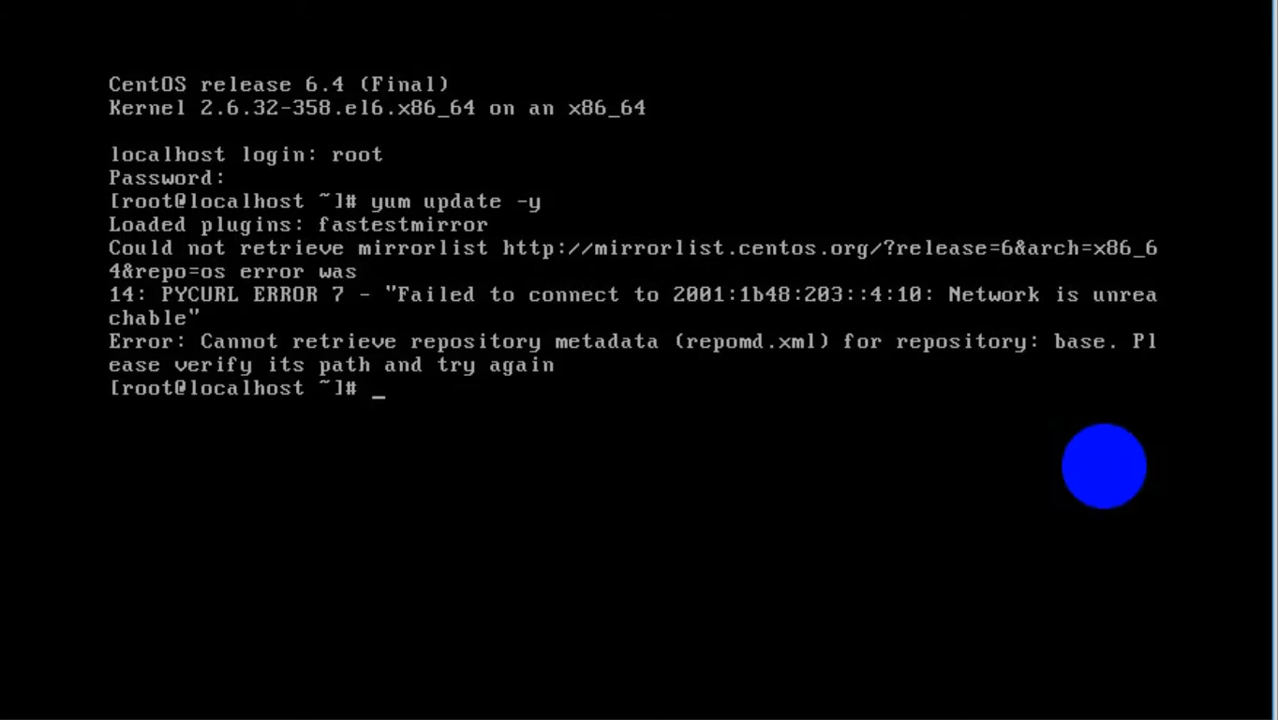 CentOS release 6.4 (Final)
Kernel 2.6.32-358.el6.x86_64 on an x86_64
localhost login: root
Password:
[root@localhost ~]# yum update -y
Loaded plugins: fastestmirror
Could not retrieve mirrorlist http://mirrorlist.centos.org/?release=6&arch=x86_6
4&repo=os error was
14: PYCURL ERROR 7 - "Failed to connect to 2001:1b48:203::4:10: Network is unrea
chable"
Error: Cannot retrieve repository metadata (repomd.xml) for repository: base. Pl
ease verify its path and try again
[root@localhost ~]# _